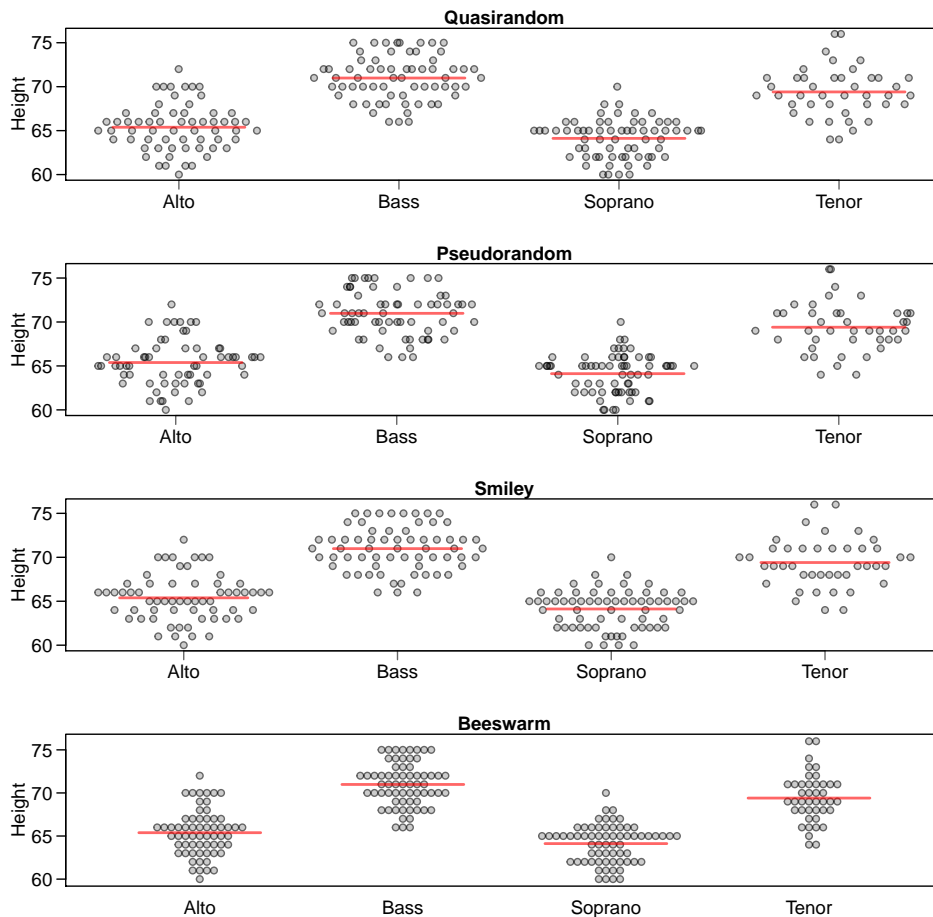 Quasirandom
Height
75
70
65
60
Alto Bass Soprano Tenor
Pseudorandom
Height
75
70
65
60
Alto Bass Soprano Tenor
Smiley
Height
75
70
65
60
Alto Bass Soprano Tenor
Beeswarm
Height
75
70
65
60
Alto Bass Soprano Tenor